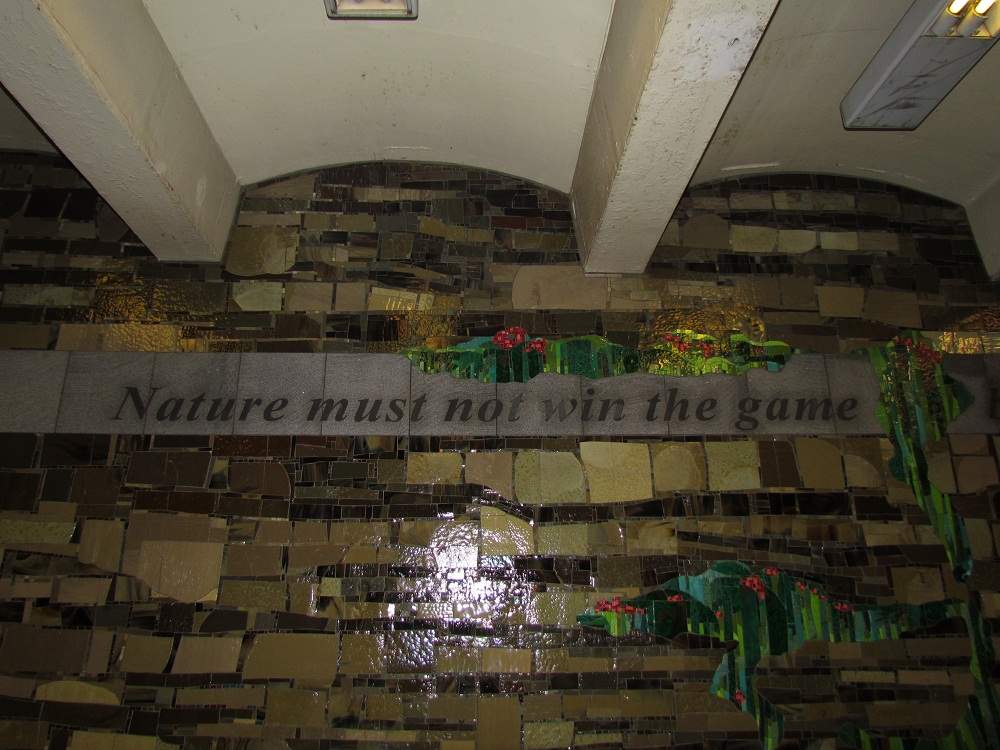 Nature must not win the game